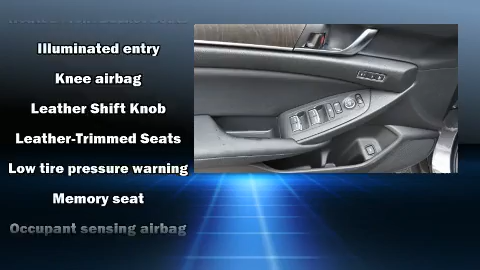 Illuminated entry
Knee airbag
Leather Shift Knob
Leather-Trimmed Seats
Low tire pressure warning
Memory seat
Occupant sensing airbag